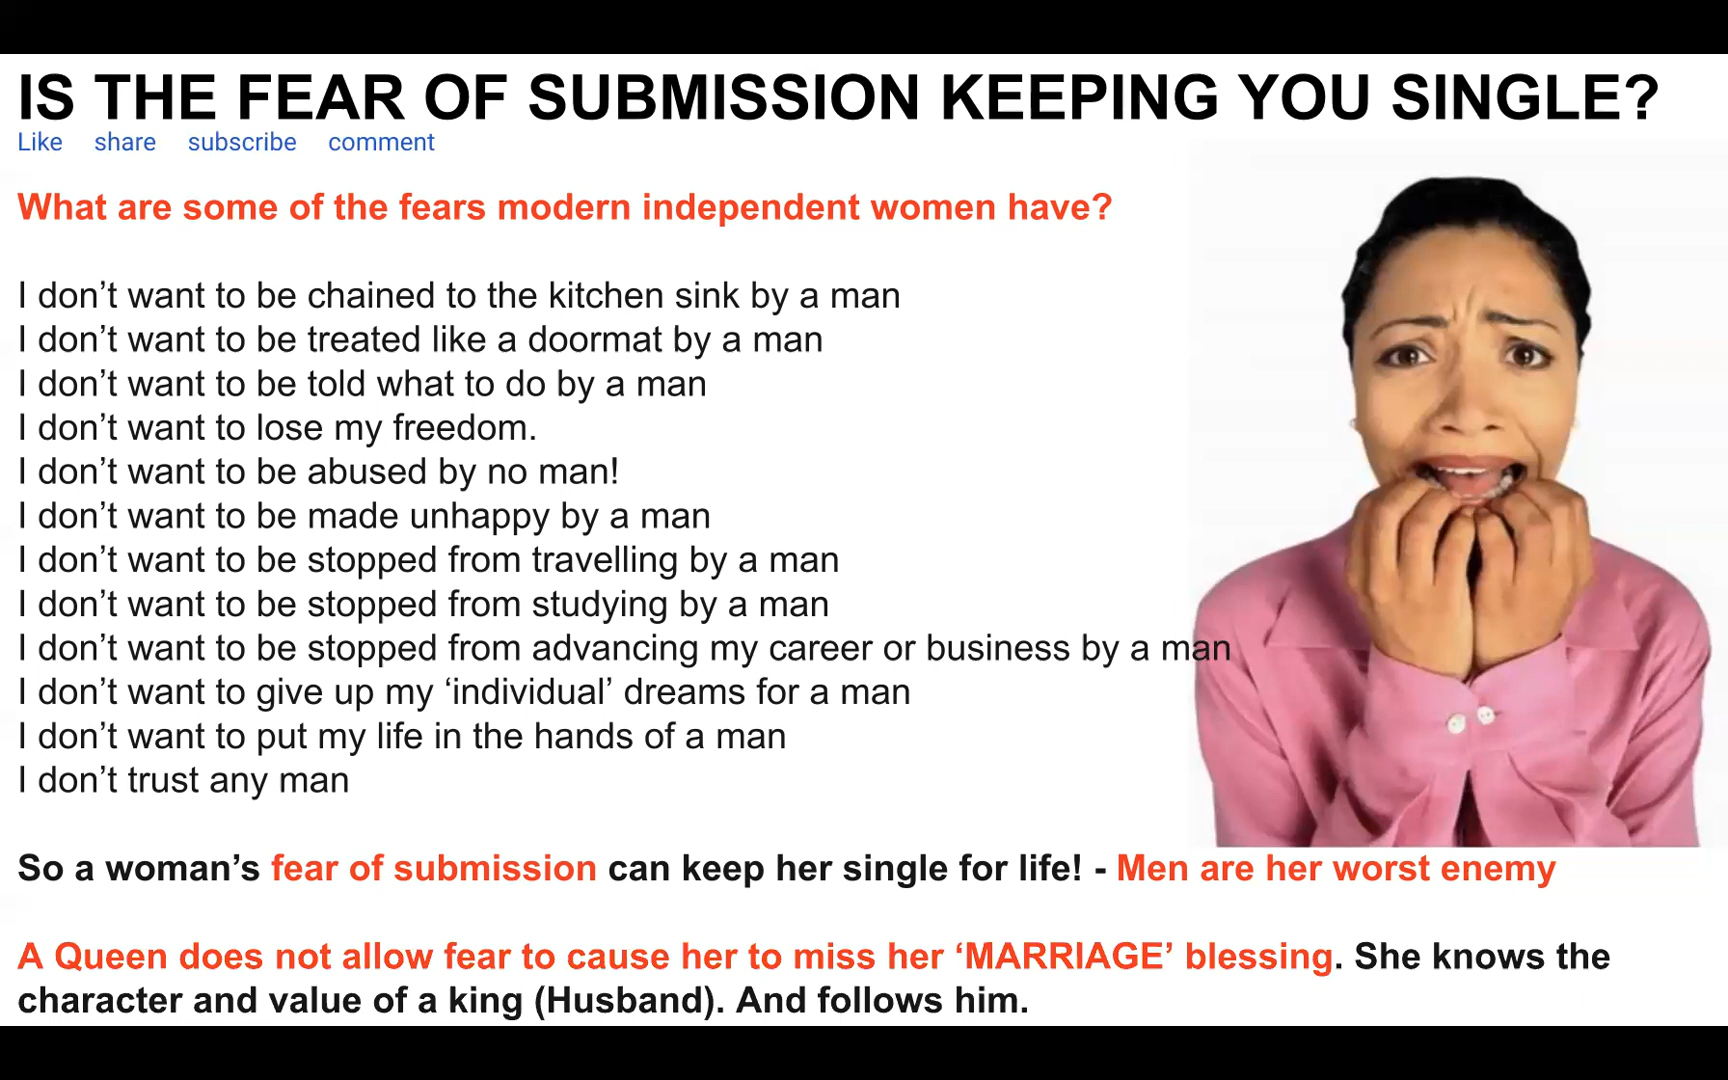 IS THE FEAR OF SUBMISSION KEEPING YOU SINGLE?
Like share subscribe comment
What are some of the fears modern independent women have?
I don’t want to be chained to the kitchen sink by a man
I don’t want to be treated like a doormat by a man
I don’t want to be told what to do by a man
I don’t want to lose my freedom.
I don’t want to be abused by no man!
I don’t want to be made unhappy by a man
I don’t want to be stopped from travelling by a man
I don’t want to be stopped from studying by a man
I don’t want to be stopped from advancing my career or business by a man
I don’t want to give up my ‘individual’ dreams for a man
I don’t want to put my life in the hands of a man
I don’t trust any man
So a woman’s fear of submission can keep her single for life! - Men are her worst enemy
A Queen does not allow fear to cause her to miss her ‘MARRIAGE’ blessing. She knows the
character and value of a king (Husband). And follows him.